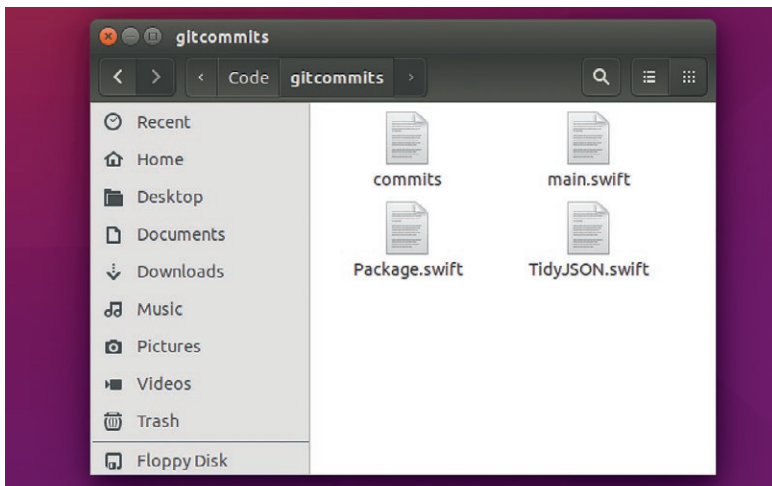 gitcommits
Code gitcommits
Recent
Home
Desktop
Documents
Downloads
Music
Pictures
Videos
Trash
Floppy Disk
commits
main.swift
Package.swift
TidyJSON.swift